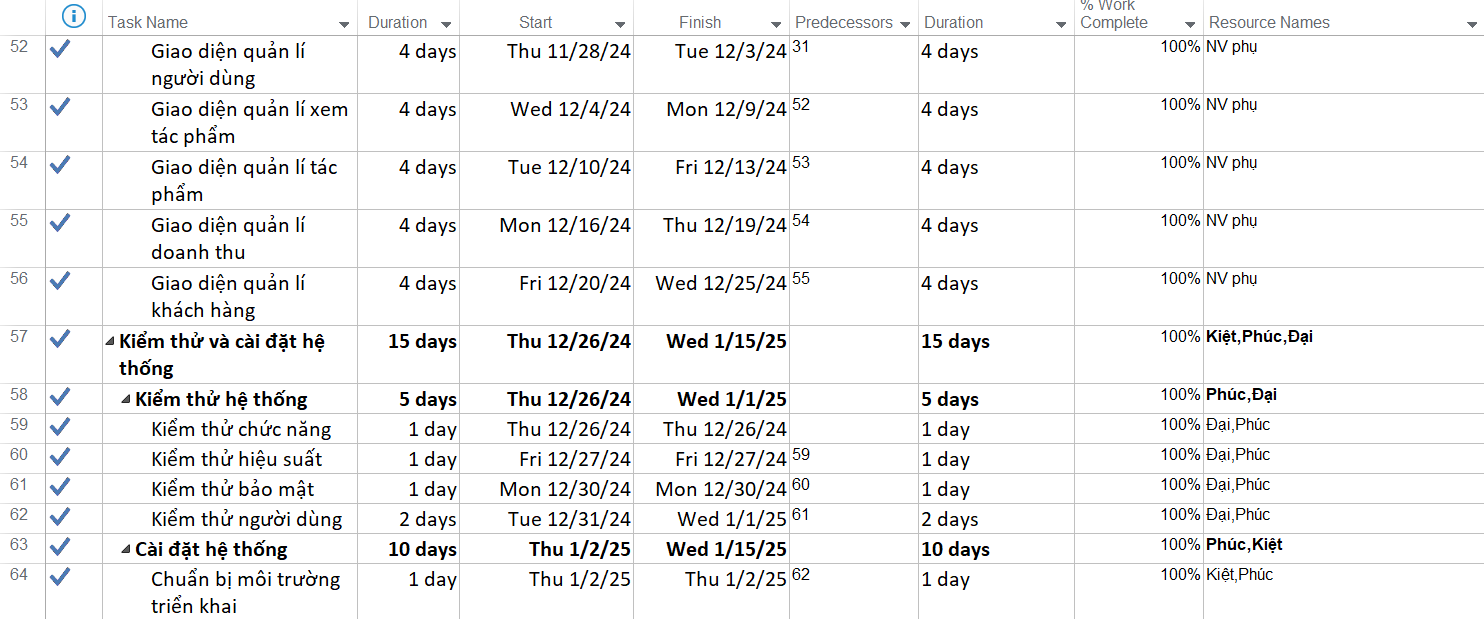 % Work
Task Name Duration Start Finish Predecessors Duration Complete Resource Names
52 Giao diện quản lí 4 days Thu 11/28/24 Tue 12/3/24 31 4 days 100% NV phụ
người dùng
53 Giao diện quản lí xem 4 days Wed 12/4/24 Mon 12/9/24 52 4 days 100% NV phụ
tác phẩm
54 Giao diện quản lí tác 4 days Tue 12/10/24 Fri 12/13/24 53 4 days 100% NV phụ
phẩm
55 Giao diện quản lí 4 days Mon 12/16/24 Thu 12/19/24 54 4 days 100% NV phụ
doanh thu
56 Giao diện quản lí 4 days Fri 12/20/24 Wed 12/25/24 55 4 days 100% NV phụ
khách hàng
57 Kiểm thử và cài đặt hệ 15 days Thu 12/26/24 Wed 1/15/25 15 days 100% Kiệt,Phúc,Đại
thống
58 Kiểm thử hệ thống 5 days Thu 12/26/24 Wed 1/1/25 5 days 100% Phúc,Đại
59 Kiểm thử chức năng 1 day Thu 12/26/24 Thu 12/26/24 1 day 100% Đại,Phúc
60 Kiểm thử hiệu suất 1 day Fri 12/27/24 Fri 12/27/24 59 1 day 100% Đại,Phúc
61 Kiểm thử bảo mật 1 day Mon 12/30/24 Mon 12/30/24 60 1 day 100% Đại,Phúc
62 Kiểm thử người dùng 2 days Tue 12/31/24 Wed 1/1/25 61 2 days 100% Đại,Phúc
63 Cài đặt hệ thống 10 days Thu 1/2/25 Wed 1/15/25 10 days 100% Phúc,Kiệt
64 Chuẩn bị môi trường 1 day Thu 1/2/25 Thu 1/2/25 62 1 day 100% Kiệt,Phúc
triển khai